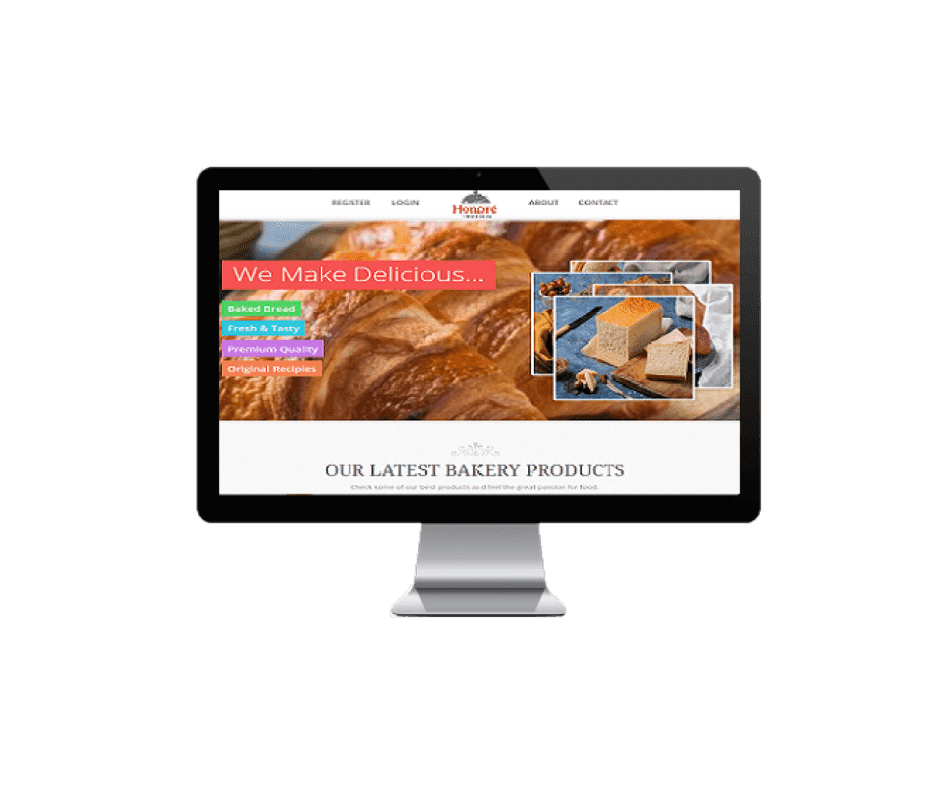 REGISTER LOGIN Honoré ABOUT CONTACT
We Make Delicious...
Baked Bread
Fresh & Tasty
Premium Quality
Original Recipies
OUR LATEST BAKERY PRODUCTS
Check some of our best products and feel the great passion for food.